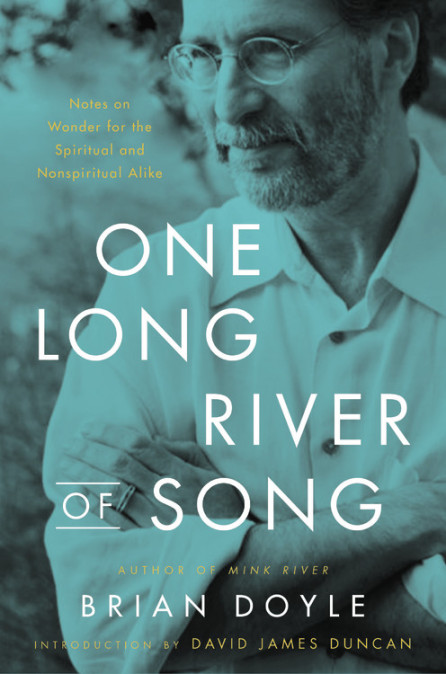 Notes on
Wonder for the
Spiritual and
Nonspiritual Alike
ONE
LONG
RIVER
OF SONG
AUTHOR OF MINK RIVER
BRIAN DOYLE
INTRODUCTION BY DAVID JAMES DUNCAN